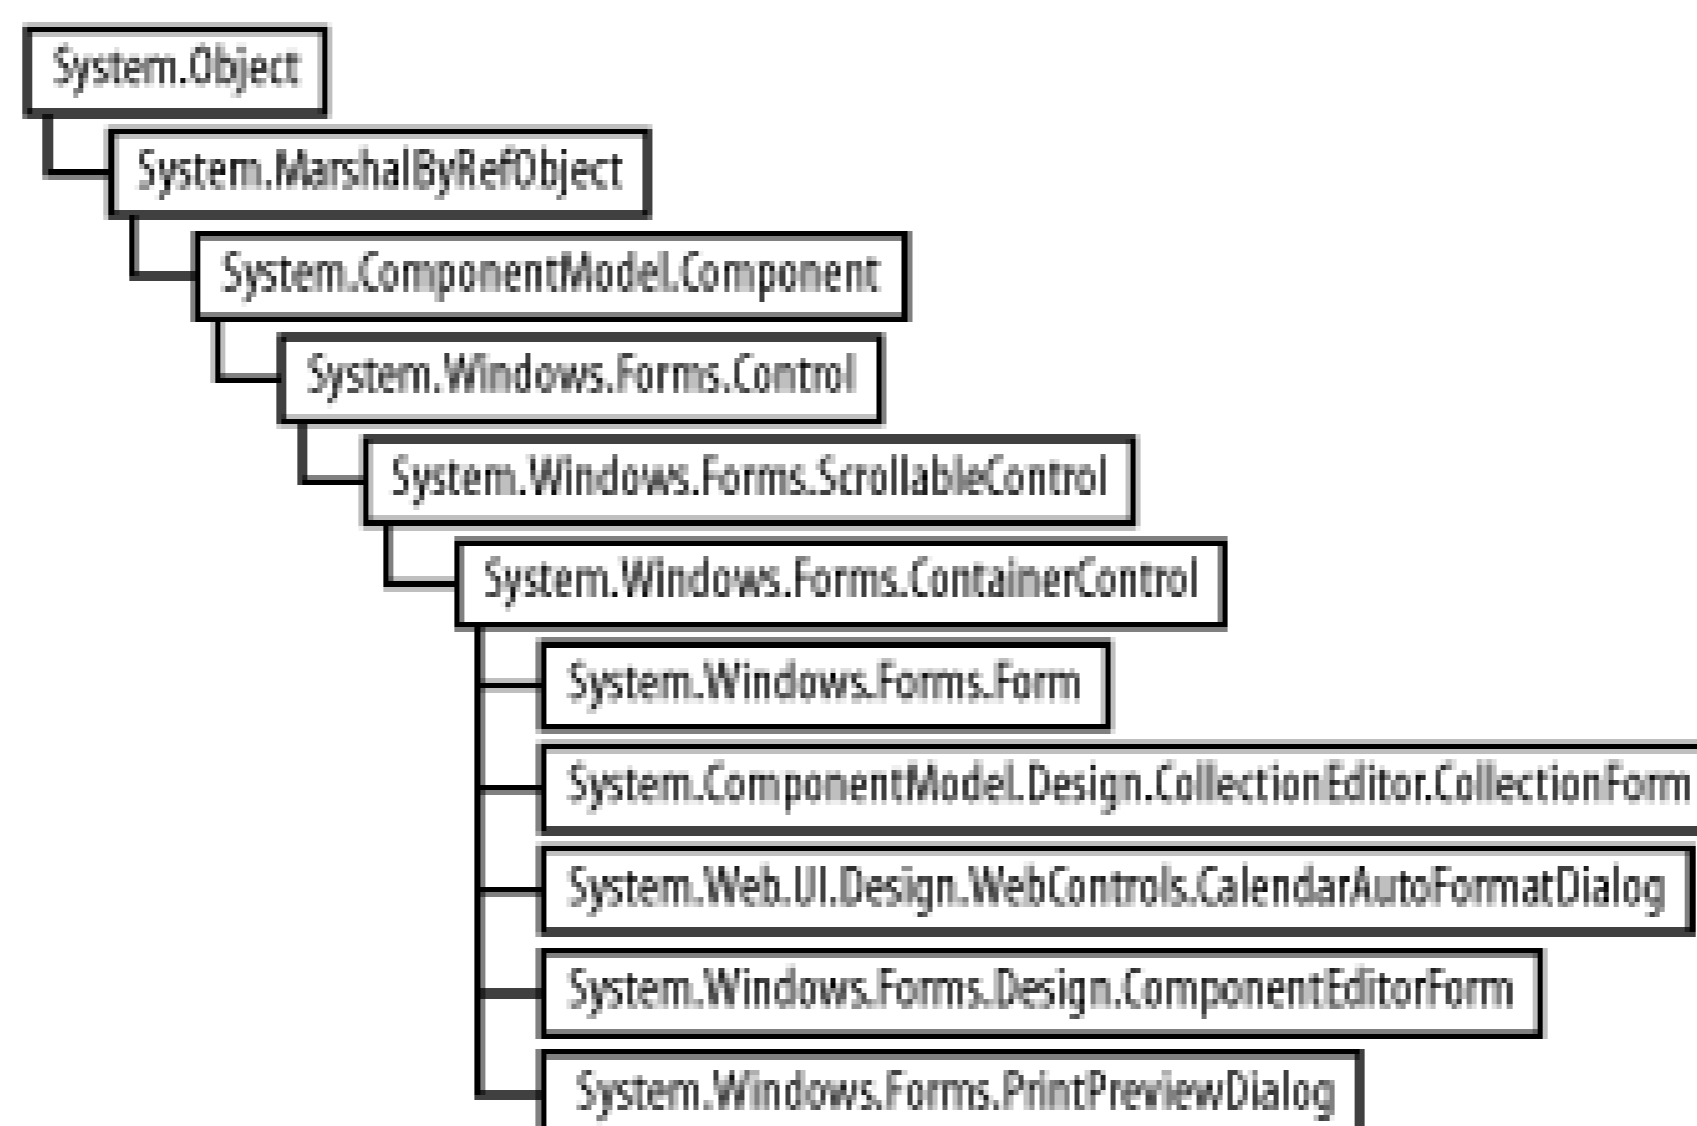 System.Object
System.MarshalByRefObject
System.ComponentModel.Component
System.Windows.Forms.Control
System.Windows.Forms.ScrollableControl
System.Windows.Forms.ContainerControl
System.Windows.Forms.Form
System.ComponentModel.Design.CollectionEditor.CollectionForm
System.Web.UI.Design.WebControls.CalendarAutoFormatDialog
System.Windows.Forms.Design.ComponentEditorForm
System.Windows.Forms.PrintPreviewDialog